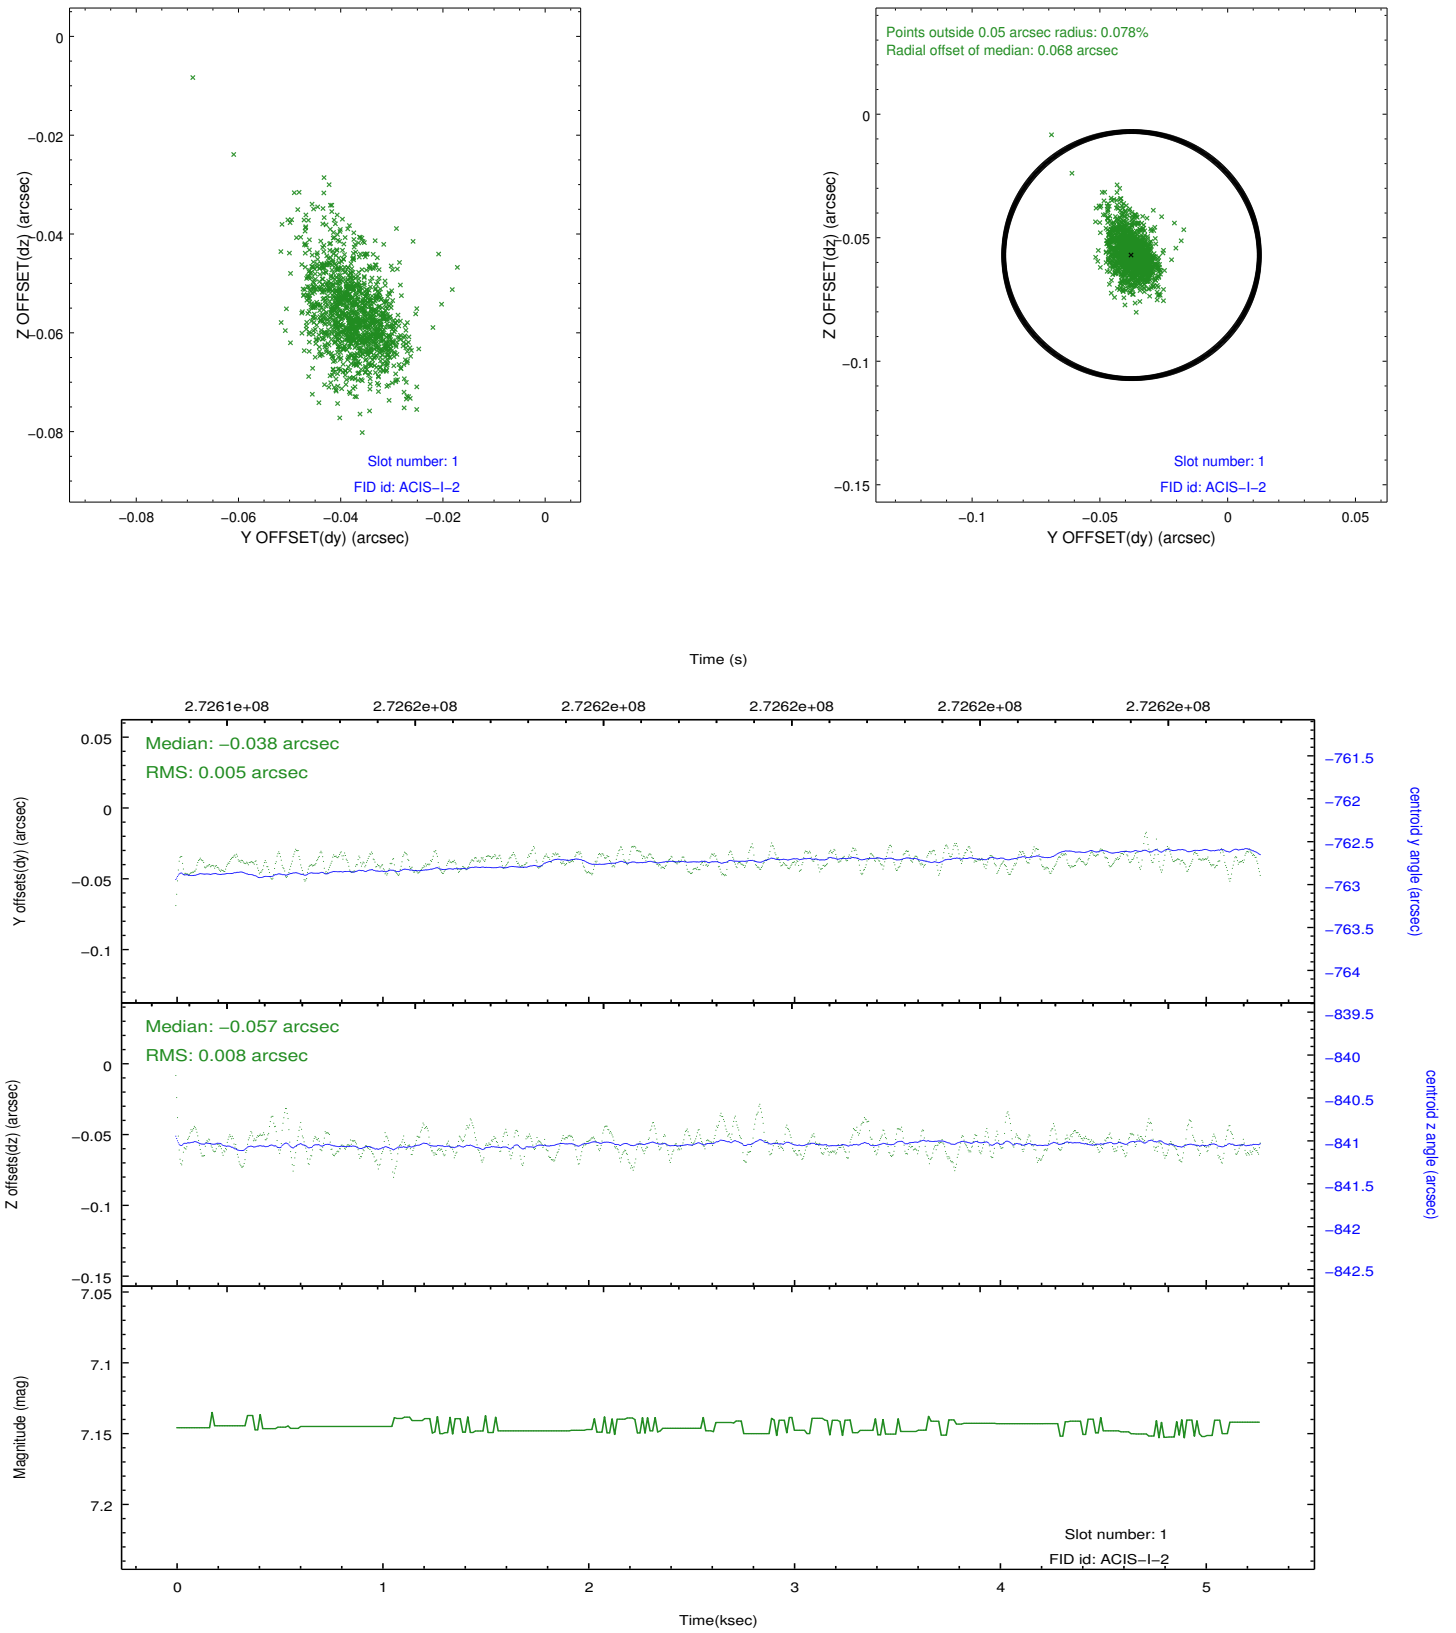 0
−0.02
−0.04
−0.06
−0.08
Z OFFSET(dz) (arcsec)
Slot number: 1
FID id: ACIS−I−2
−0.08
−0.06
−0.04
−0.02
0
Y OFFSET(dy) (arcsec)
Points outside 0.05 arcsec radius: 0.078%
Radial offset of median: 0.068 arcsec
0
−0.05
−0.1
−0.15
Z OFFSET(dz) (arcsec)
Slot number: 1
FID id: ACIS−I−2
−0.1
−0.05
0
0.05
Y OFFSET(dy) (arcsec)
Time (s)
2.7261e+08
2.7262e+08
2.7262e+08
2.7262e+08
2.7262e+08
2.7262e+08
Median: −0.038 arcsec
RMS: 0.005 arcsec
0.05
0
−0.05
−0.1
Y offsets(dy) (arcsec)
−761.5
−762
−762.5
−763
−763.5
−764
centroid y angle (arcsec)
Median: −0.057 arcsec
RMS: 0.008 arcsec
0
−0.05
−0.1
−0.15
Z offsets(dz) (arcsec)
−839.5
−840
−840.5
−841
−841.5
−842
−842.5
centroid z angle (arcsec)
7.05
7.1
7.15
7.2
Magnitude (mag)
Slot number: 1
FID id: ACIS−I−2
0
1
2
3
4
5
Time(ksec)